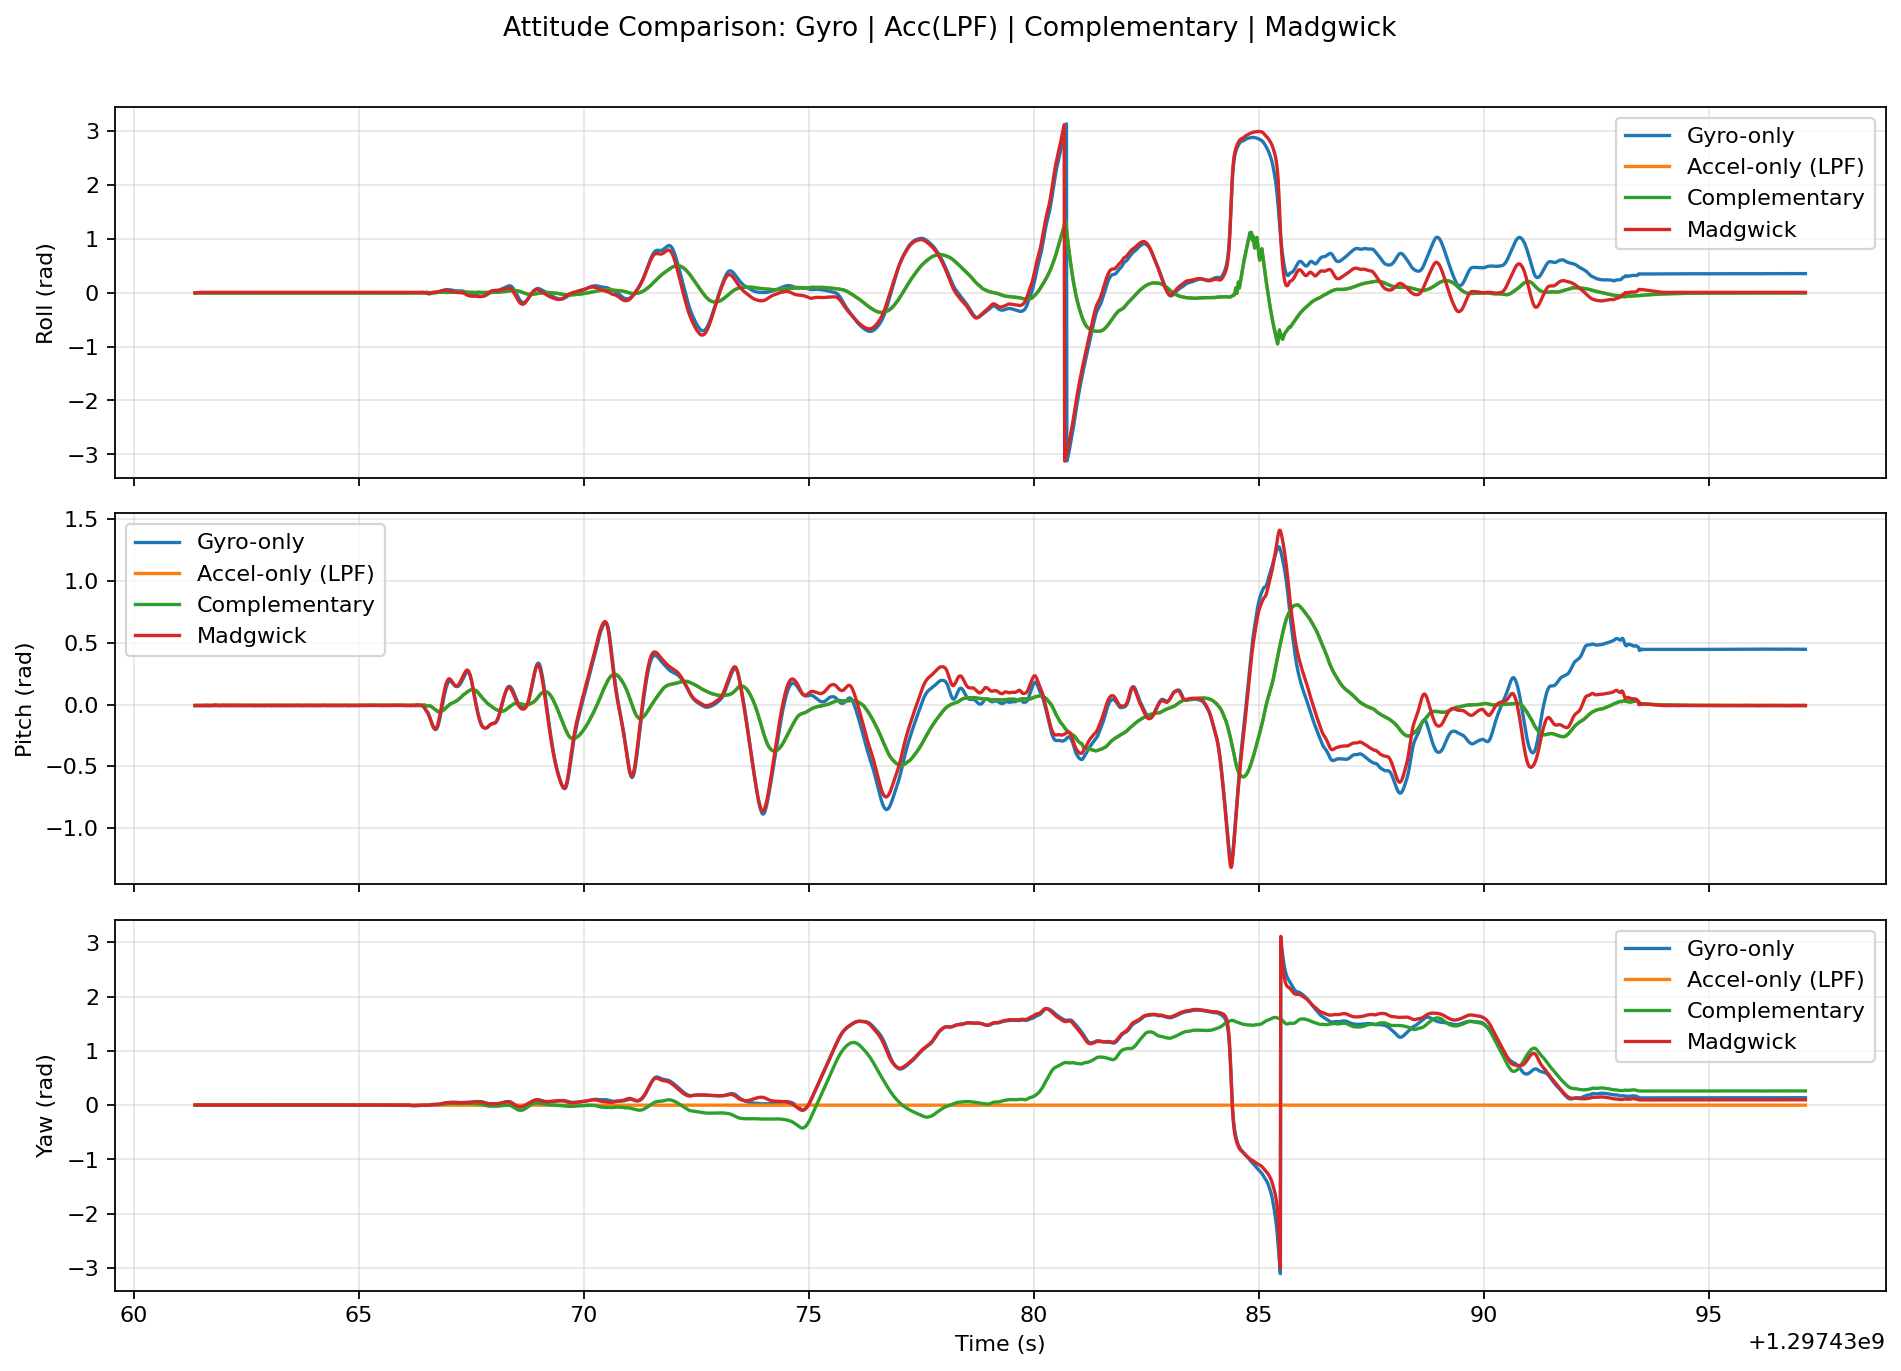 Attitude Comparison: Gyro | Acc(LPF) | Complementary | Madgwick
Roll (rad)
3
2
1
0
−1
−2
−3
Gyro-only
Accel-only (LPF)
Complementary
Madgwick
Pitch (rad)
1.5
1.0
0.5
0.0
−0.5
−1.0
Gyro-only
Accel-only (LPF)
Complementary
Madgwick
Yaw (rad)
3
2
1
0
−1
−2
−3
Gyro-only
Accel-only (LPF)
Complementary
Madgwick
60 65 70 75 80 85 90 95
Time (s)
+1.29743e9